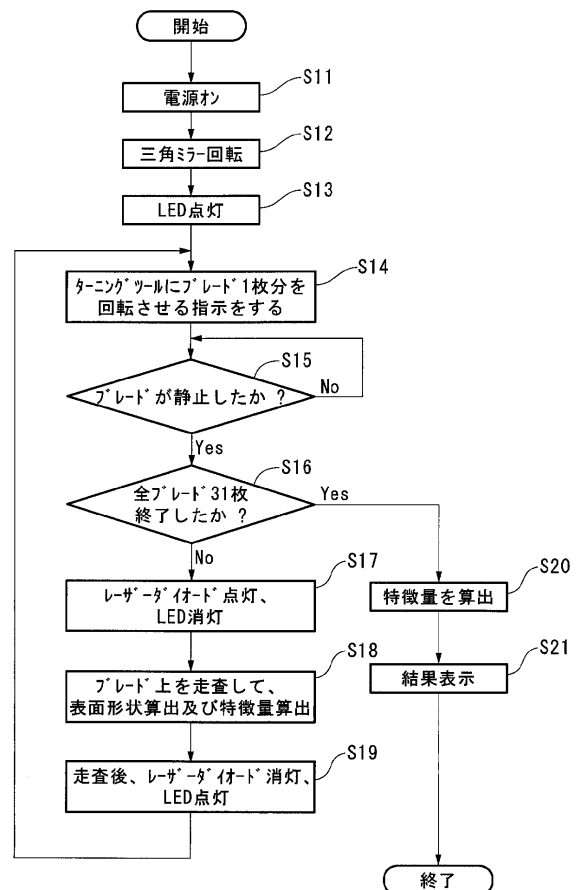 開始
S11
電源オン
S12
三角ミラー回転
S13
LED点灯
S14
ターニングツールにブレード1枚分を
回転させる指示をする
S15
ブレードが静止したか ?
No
Yes
S16
全ブレード31枚
終了したか ?
Yes
No
S17
レーザーダイオード点灯、
LED消灯
S20
特徴量を算出
S18
ブレード上を走査して、
表面形状算出及び特徴量算出
S21
結果表示
S19
走査後、レーザーダイオード消灯、
LED点灯
終了